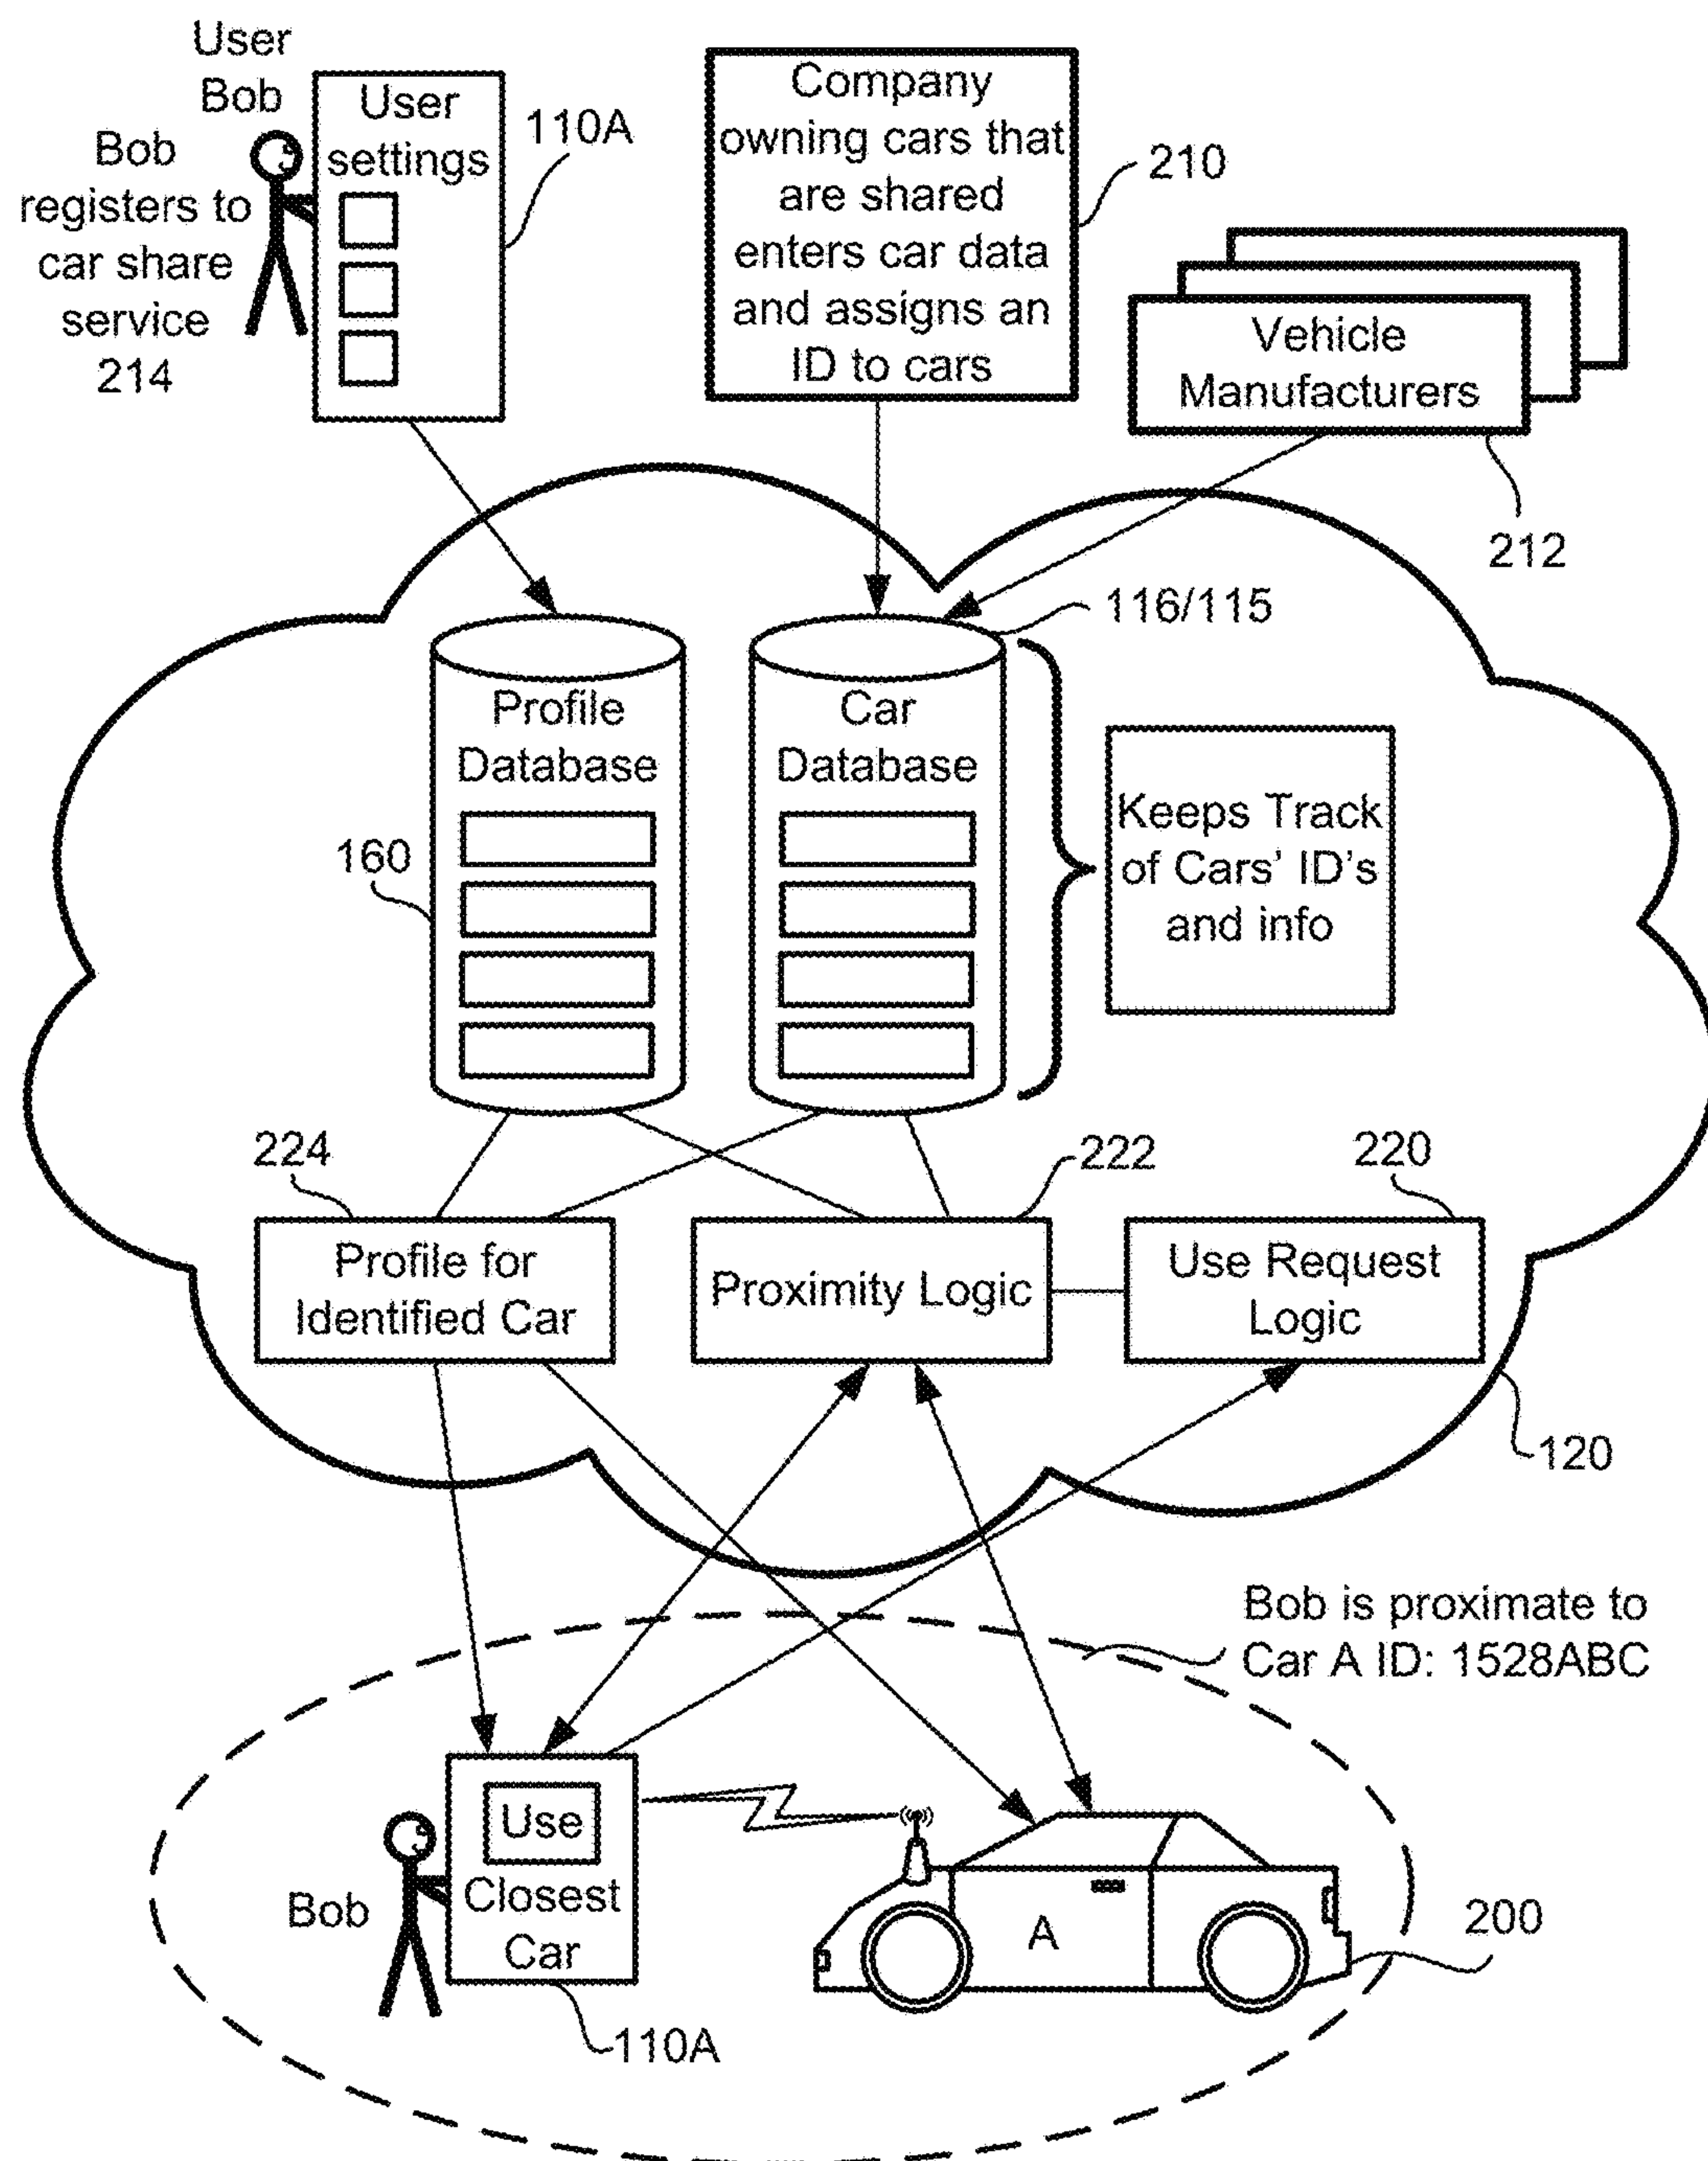 User
Bob
Bob
registers to
car share
service
214
User
settings
110A
Company
owning cars that
are shared
enters car data
and assigns an
ID to cars
210
Vehicle
Manufacturers
212
116/115
Profile
Database
160
Car
Database
Keeps Track
of Cars' ID's
and info
224
222
220
Profile for
Identified Car
Proximity Logic
Use Request
Logic
120
Bob is proximate to
Car A ID: 1528ABC
Use
Closest
Car
Bob
A
200
110A